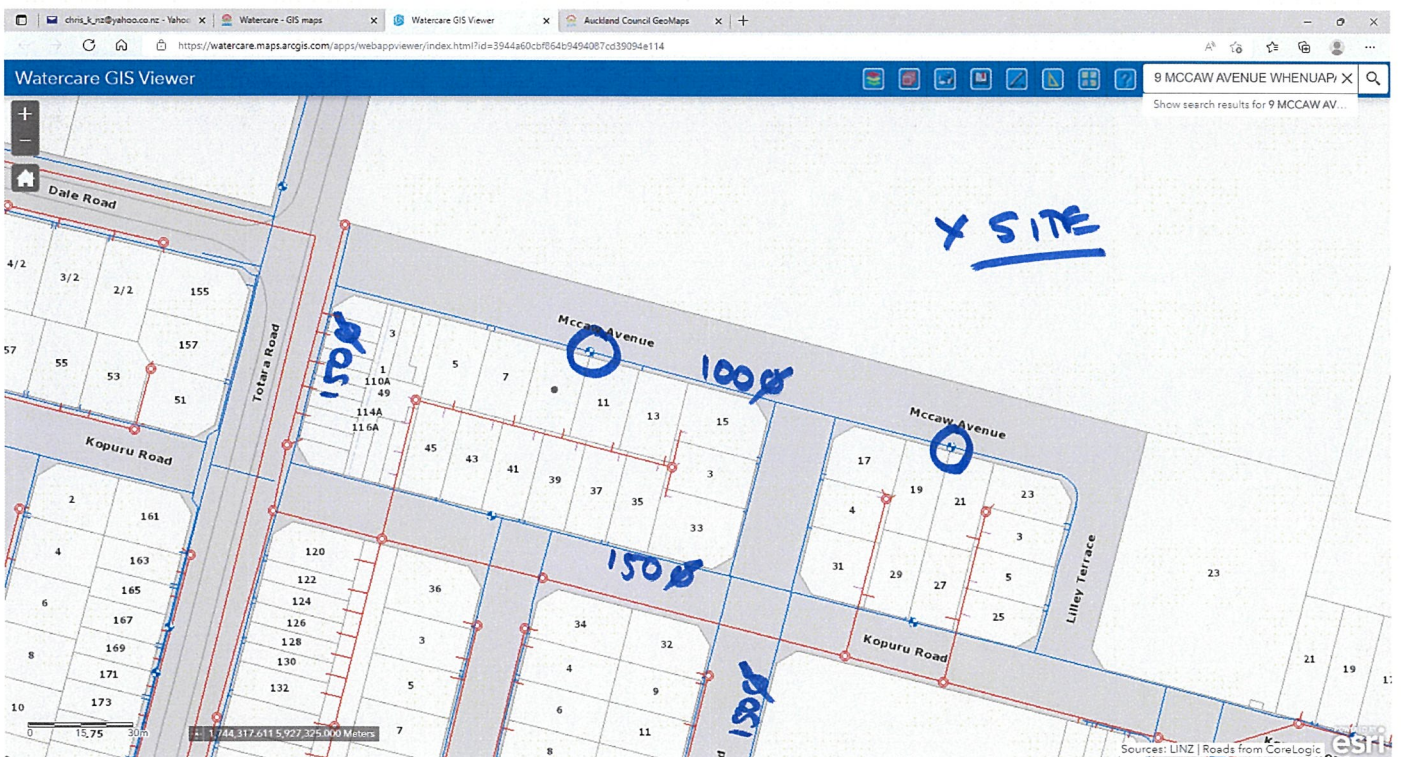 chris_k_nz@yahoo.co.nz - Yahoo
Watercare - GIS maps
Watercare GIS Viewer
Auckland Council GeoMaps
https://watercare.maps.arcgis.com/apps/webappviewer/index.html?id=3944a60cbf864b9494087cd39094e114
Watercare GIS Viewer
9 MCCAW AVENUE WHENUAPA
Show search results for 9 MCCAW AV...
Dale Road
X SITE
4/2
3/2
2/2
155
157
57
55
53
51
Totara Road
150Ø
3
1
110A
49
114A
116A
5
7
11
13
15
Mccaw Avenue
100Ø
Mccaw Avenue
Kopuru Road
45
43
41
39
37
35
3
33
17
19
21
23
4
3
31
29
27
5
25
Lilley Terrace
23
2
161
4
163
165
6
167
169
8
171
10
173
120
122
124
126
128
130
132
36
3
5
7
150Ø
34
32
4
9
6
11
8
150Ø
Kopuru Road
21
19
0 15.75 30m
1,744,317.611 5,927,325.000 Meters
Sources: LINZ | Roads from CoreLogic
esri